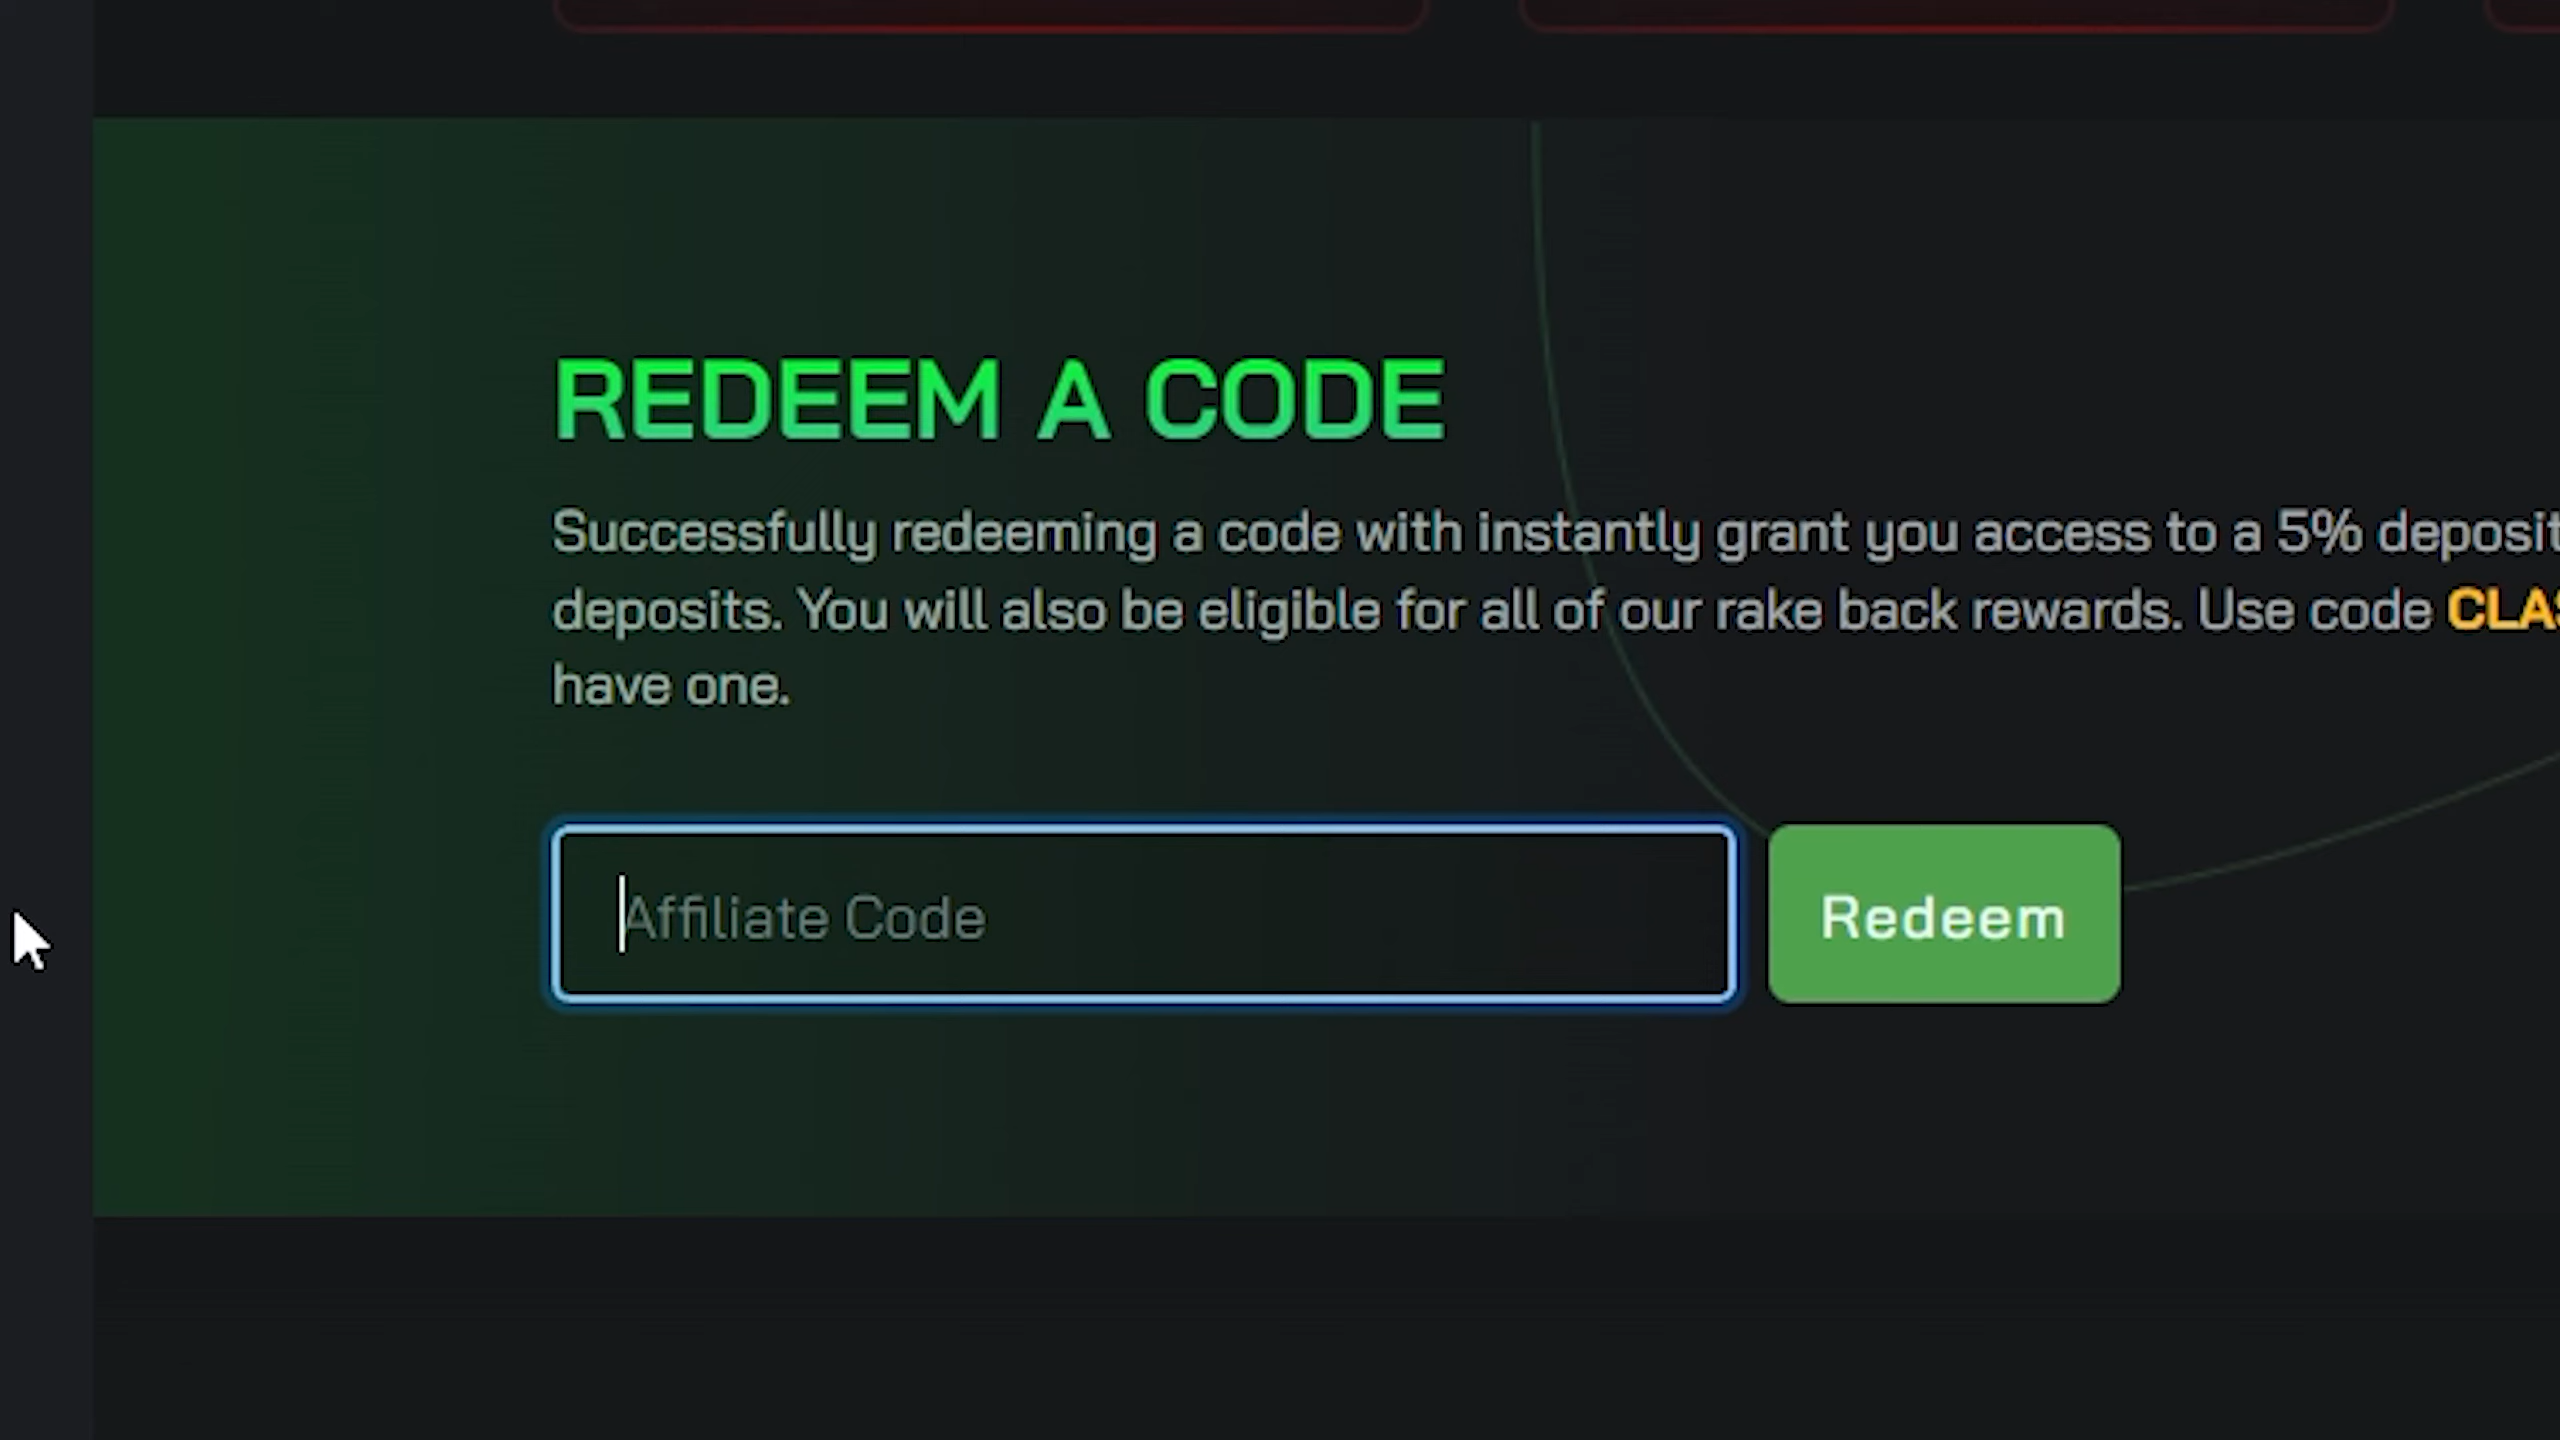 REDEEM A CODE
Successfully redeeming a code with instantly grant you access to a 5% deposit
deposits. You will also be eligible for all of our rake back rewards. Use code
have one.
Affiliate Code
Redeem